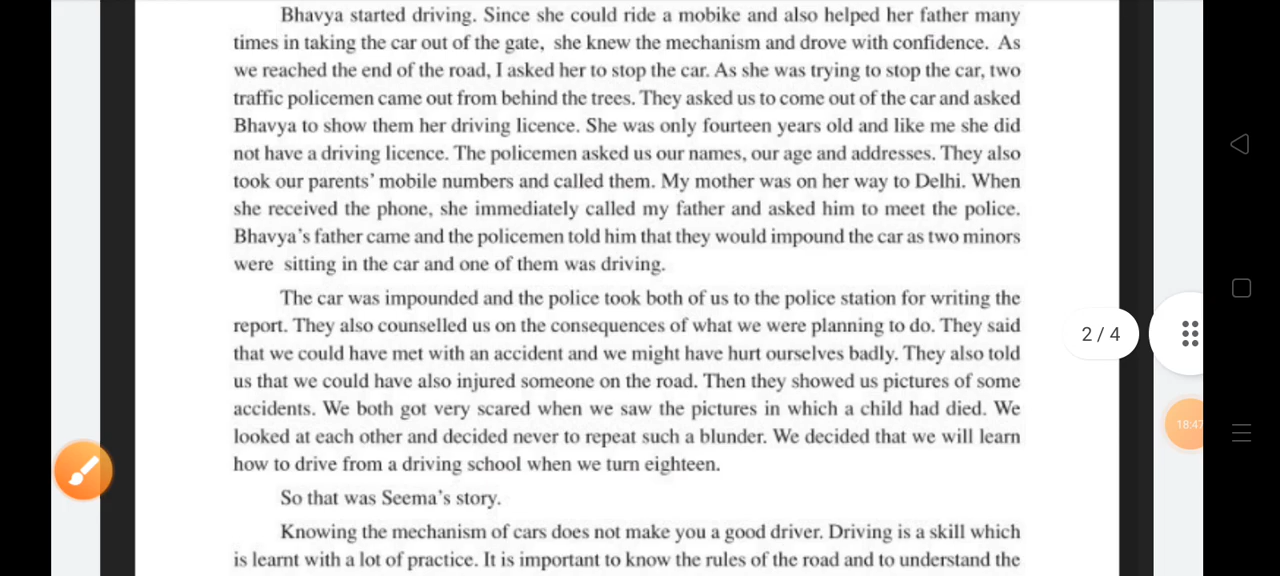 Bhavya started driving. Since she could ride a mobike and also helped her father many
times in taking the car out of the gate, she knew the mechanism and drove with confidence. As
we reached the end of the road, I asked her to stop the car. As she was trying to stop the car, two
traffic policemen came out from behind the trees. They asked us to come out of the car and asked
Bhavya to show them her driving licence. She was only fourteen years old and like me she did
not have a driving licence. The policemen asked us our names, our age and addresses. They also
took our parents' mobile numbers and called them. My mother was on her way to Delhi. When
she received the phone, she immediately called my father and asked him to meet the police.
Bhavya's father came and the policemen told him that they would impound the car as two minors
were sitting in the car and one of them was driving.
The car was impounded and the police took both of us to the police station for writing the
report. They also counselled us on the consequences of what we were planning to do. They said
that we could have met with an accident and we might have hurt ourselves badly. They also told
us that we could have also injured someone on the road. Then they showed us pictures of some
accidents. We both got very scared when we saw the pictures in which a child had died. We
looked at each other and decided never to repeat such a blunder. We decided that we will learn
how to drive from a driving school when we turn eighteen.
So that was Seema's story.
Knowing the mechanism of cars does not make you a good driver. Driving is a skill which
is learnt with a lot of practice. It is important to know the rules of the road and to understand the
2 / 4
18:47